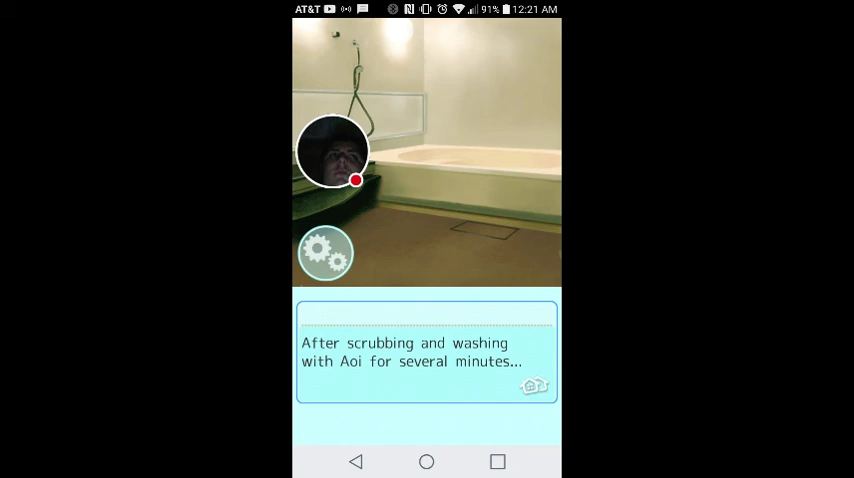 AT&T 91% 12:21 AM
After scrubbing and washing
with Aoi for several minutes...